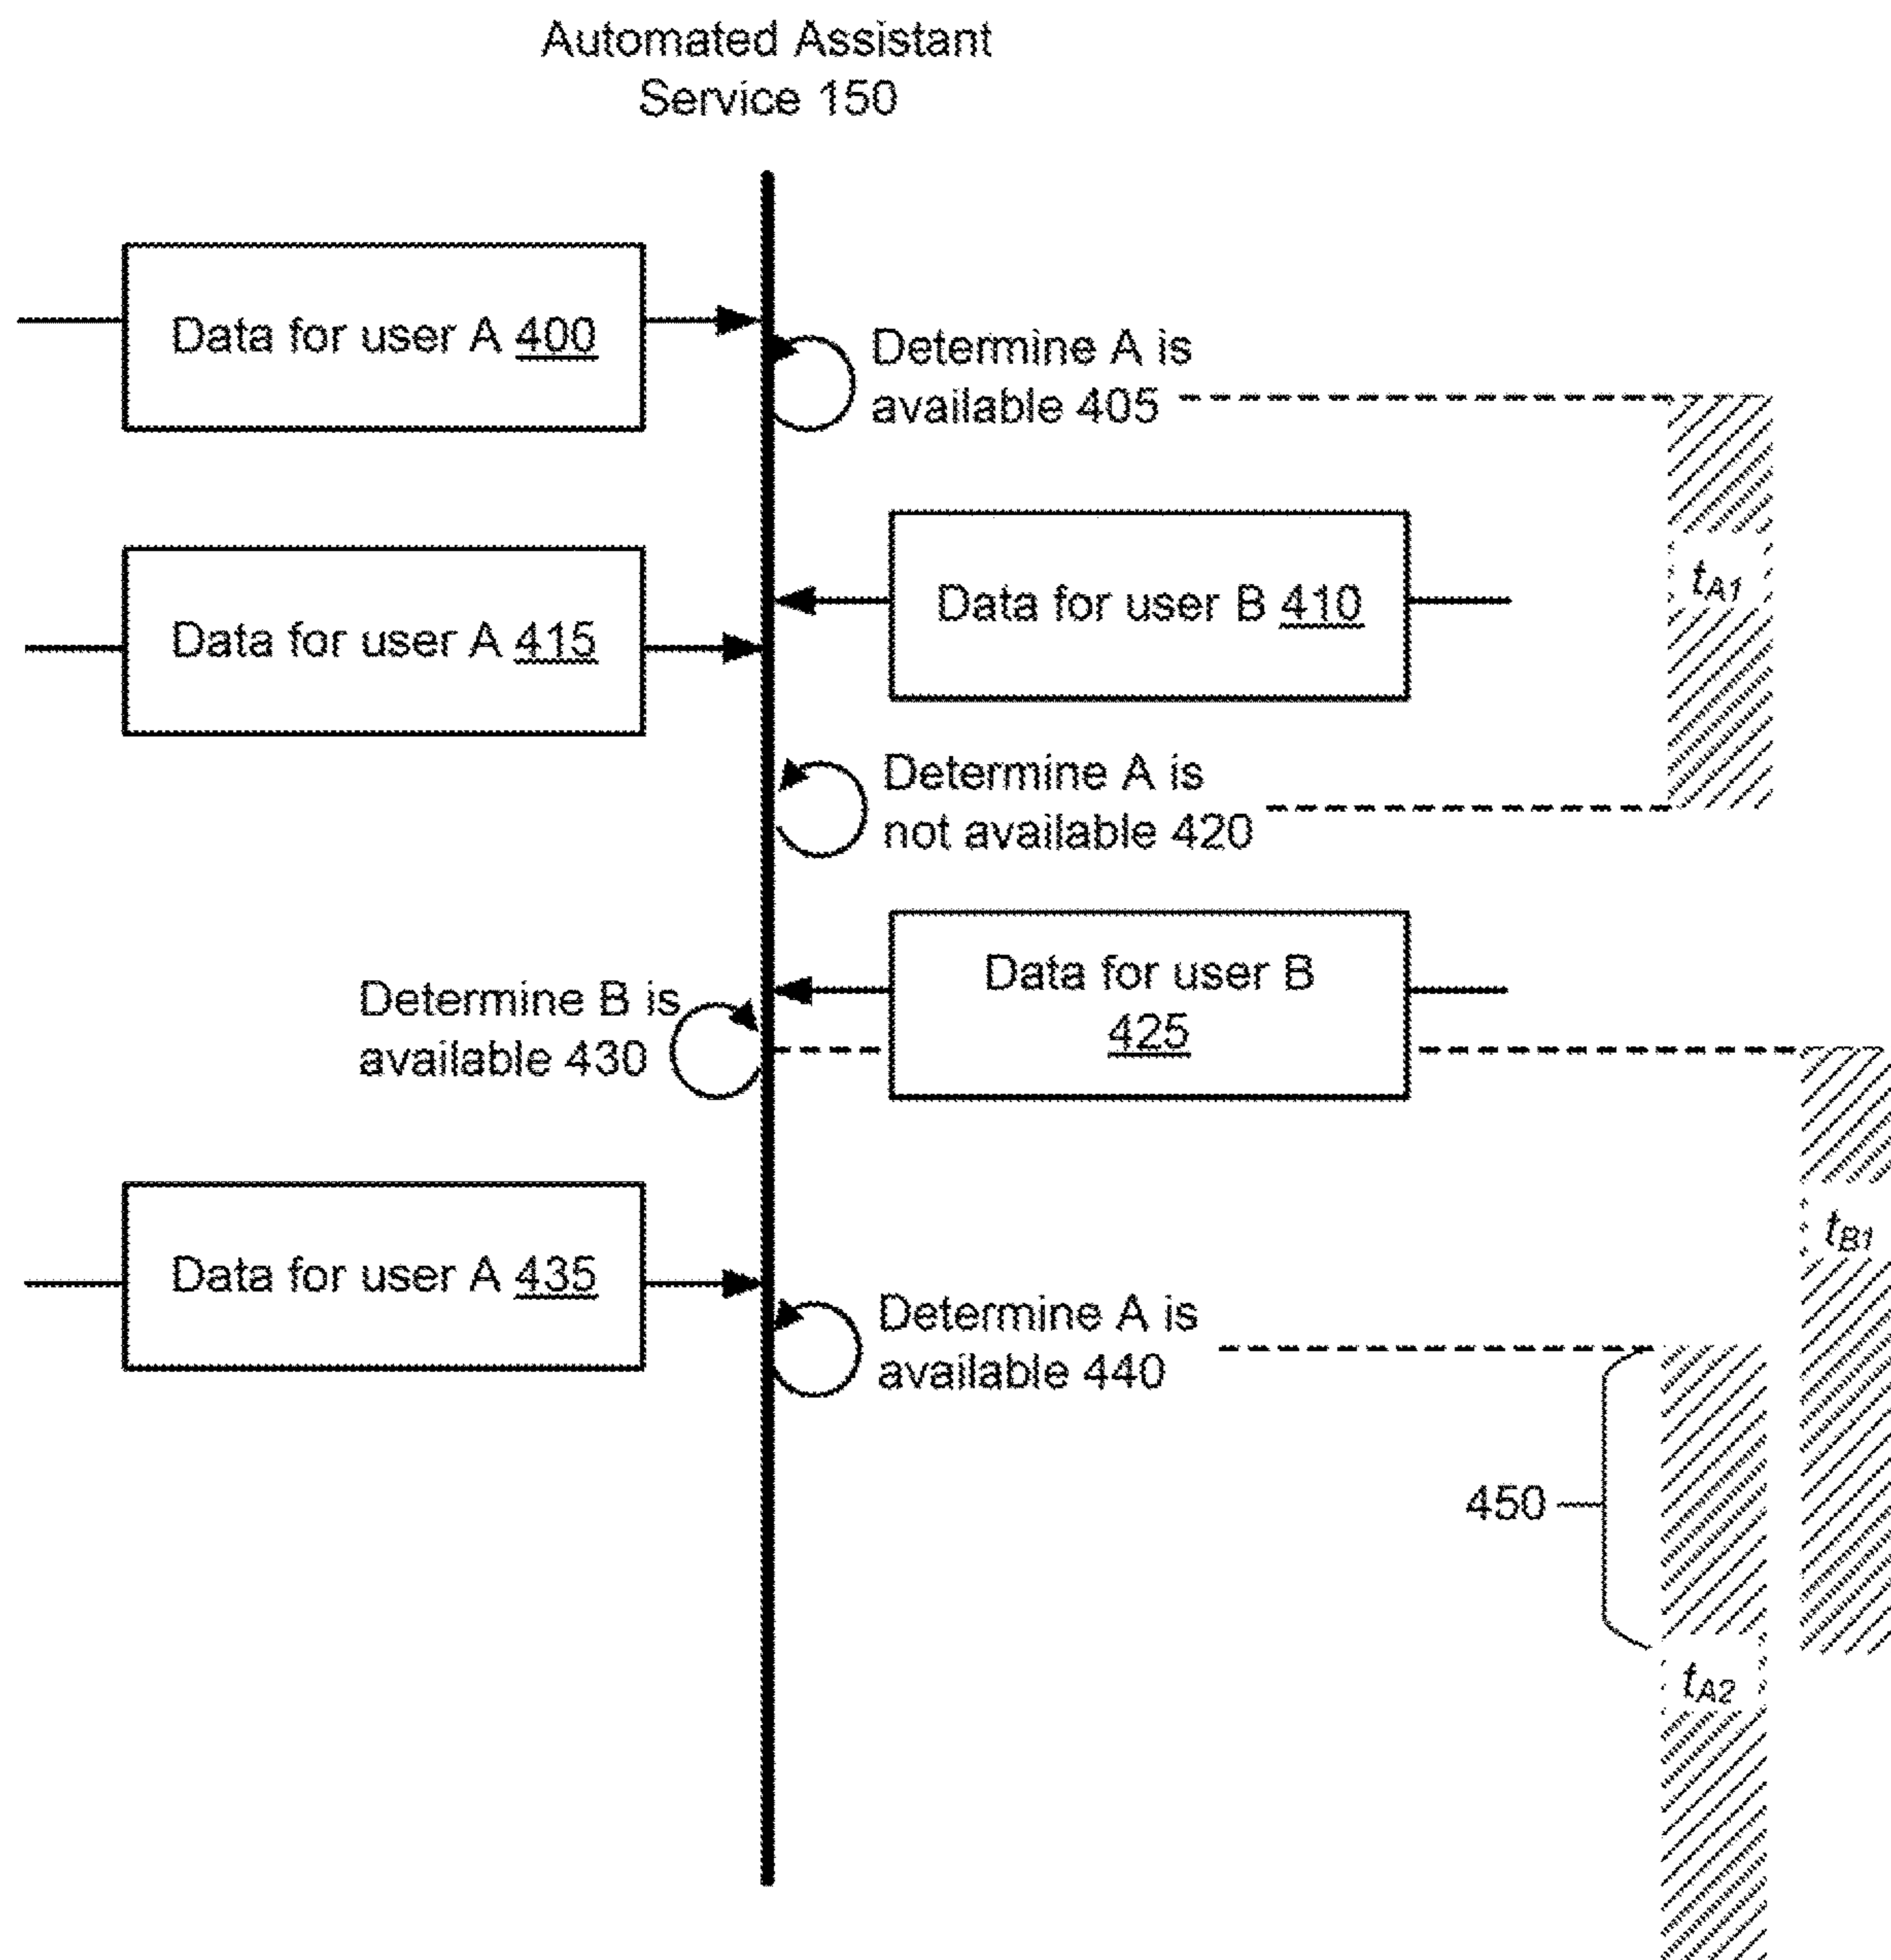 Automated Assistant
Service 150
Data for user A 400
Determine A is
available 405
Data for user B 410
tA1
Data for user A 415
Determine A is
not available 420
Data for user B
425
Determine B is
available 430
tB1
Data for user A 435
Determine A is
available 440
450
tA2